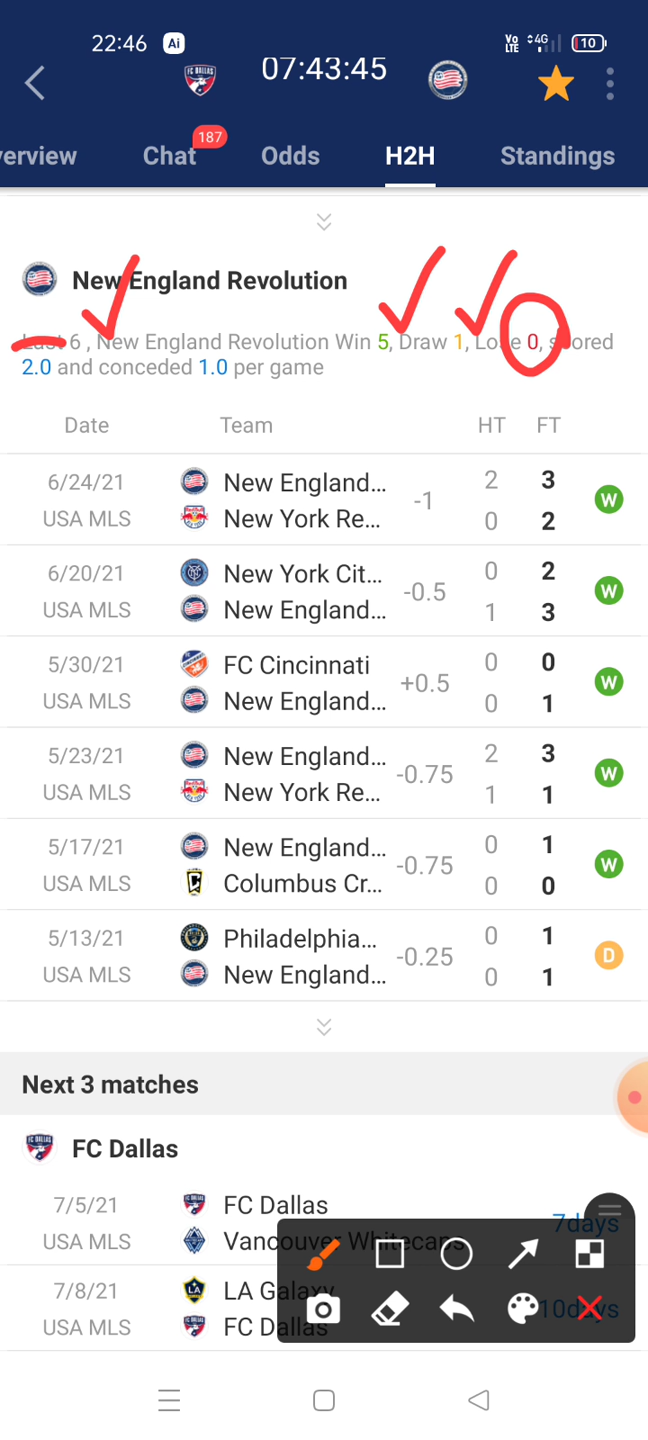 22:46 Ai Vo LTE 4G 10
FC DALLAS 07:43:45
verview Chat 187 Odds H2H Standings
New England Revolution
Last 6 , New England Revolution Win 5, Draw 1, Lose 0, scored
2.0 and conceded 1.0 per game
Date Team HT FT
6/24/21 New England... 2 3
-1 W
USA MLS New York Re... 0 2
6/20/21 New York Cit... 0 2
-0.5 W
USA MLS New England... 1 3
5/30/21 FC Cincinnati 0 0
+0.5 W
USA MLS New England... 0 1
5/23/21 New England... 2 3
-0.75 W
USA MLS New York Re... 1 1
5/17/21 New England... 0 1
-0.75 W
USA MLS Columbus Cr... 0 0
5/13/21 Philadelphia... 0 1
-0.25 D
USA MLS New England... 0 1
Next 3 matches
FC Dallas
7/5/21 FC Dallas
7days
USA MLS Vancouver Whitecaps
7/8/21 LA Galaxy
10days
USA MLS FC Dallas